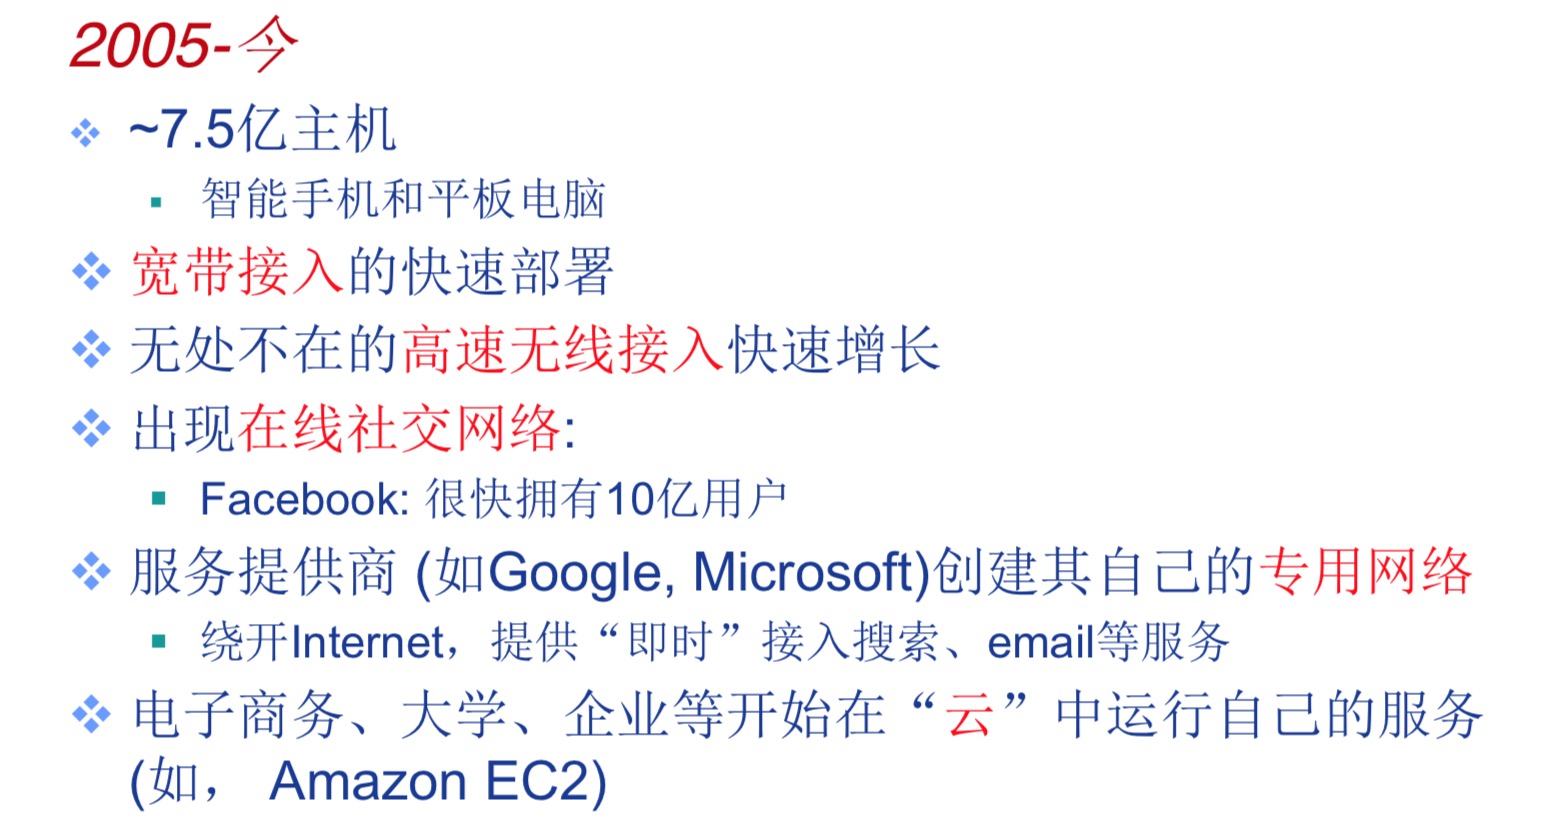 2005-今
~7.5亿主机
智能手机和平板电脑
宽带接入的快速部署
无处不在的高速无线接入快速增长
出现在线社交网络:
Facebook: 很快拥有10亿用户
服务提供商 (如Google, Microsoft)创建其自己的专用网络
绕开Internet，提供“即时”接入搜索、email等服务
电子商务、大学、企业等开始在“云”中运行自己的服务
(如， Amazon EC2)